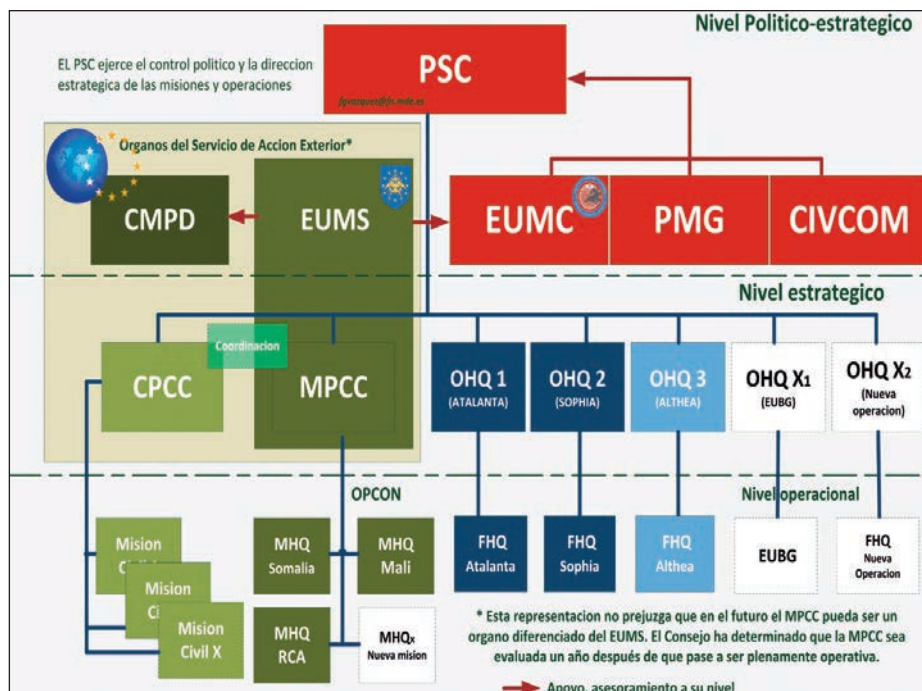 Nivel Politico-estrategico
EL PSC ejerce el control politico y la direccion
estrategica de las misiones y operaciones
PSC
fgvazquez@fn.mde.es
Organos del Servicio de Accion Exterior*
CMPD
EUMS
EUMC
PMG
CIVCOM
Nivel estrategico
Coordinacion
CPCC
MPCC
OHQ 1
(ATALANTA)
OHQ 2
(SOPHIA)
OHQ 3
(ALTHEA)
OHQ X1
(EUBG)
OHQ X2
(Nueva
operacion)
OPCON
Nivel operacional
Mision
Mision
Mision
Civil X
MHQ
Somalia
MHQ
Mali
MHQ
RCA
MHQx
Nueva mision
FHQ
Atalanta
FHQ
Sophia
FHQ
Althea
EUBG
FHQ
Nueva
Operacion
* Esta representacion no prejuzga que en el futuro el MPCC pueda ser un
organo diferenciado del EUMS. El Consejo ha determinado que la MPCC sea
evaluada un año después de que pase a ser plenamente operativa.
Apoyo, asesoramiento a su nivel